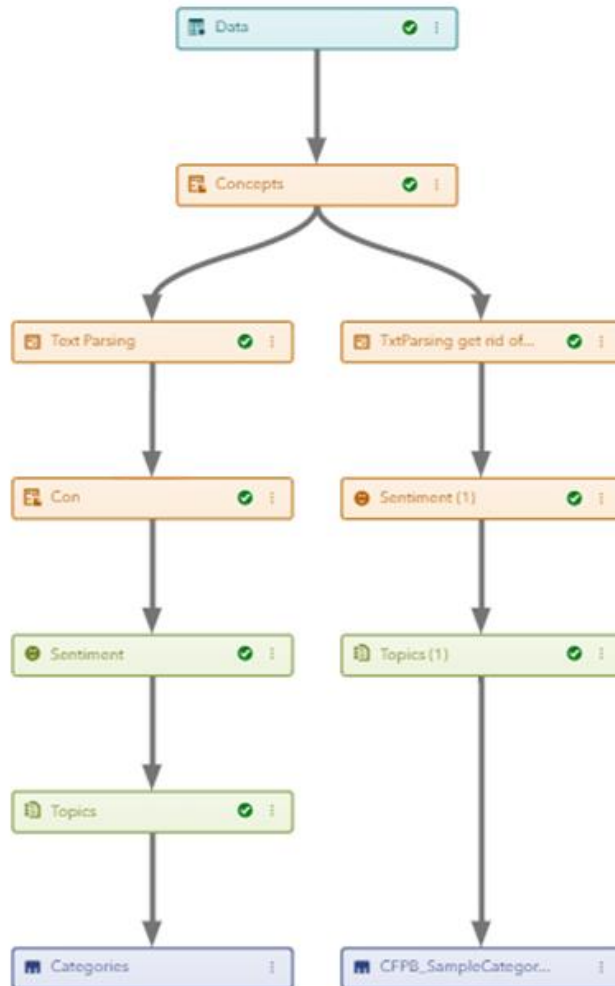 Data
Concepts
Text Parsing
TxtParsing get rid of...
Con
Sentiment (1)
Sentiment
Topics (1)
Topics
Categories
CFPB_SampleCategor...